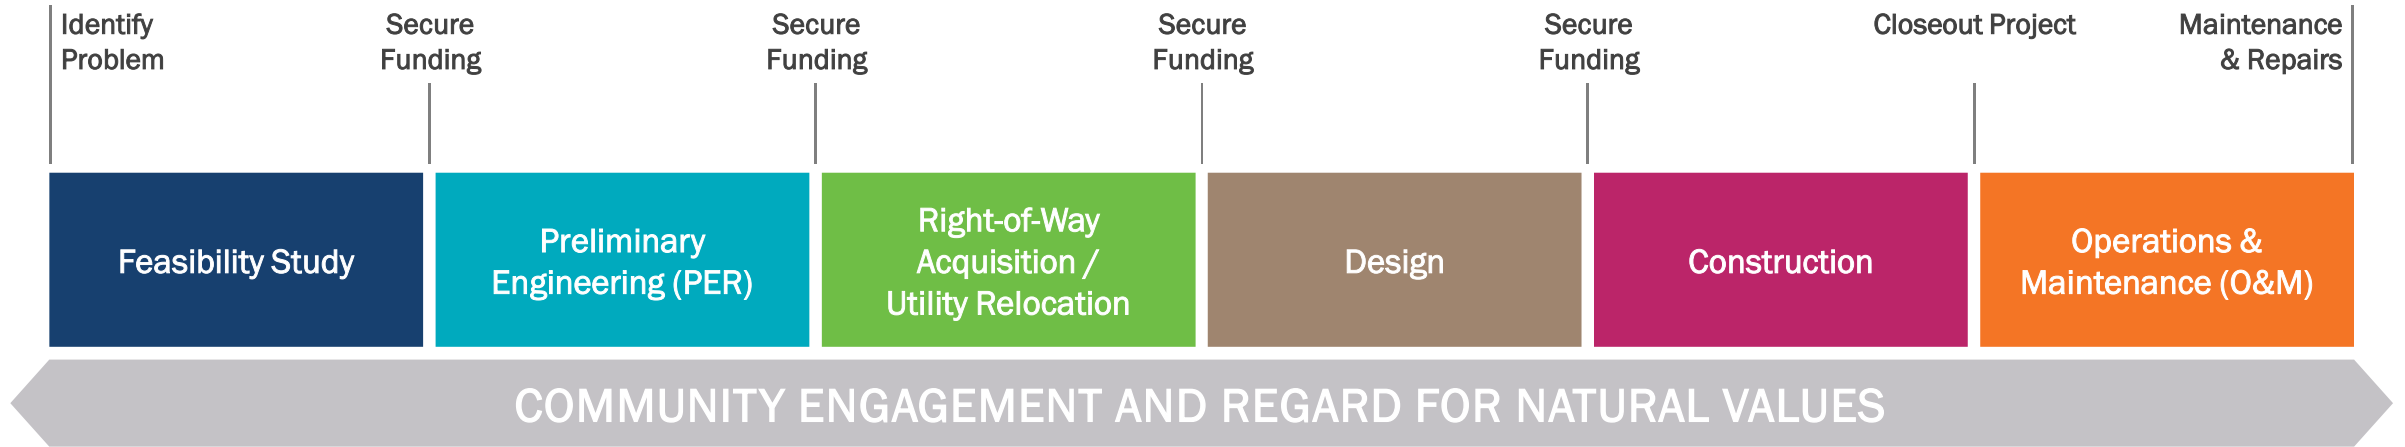 Identify
Problem
Secure
Funding
Secure
Funding
Secure
Funding
Secure
Funding
Closeout Project
Maintenance
& Repairs
Feasibility Study
Preliminary
Engineering (PER)
Right-of-Way
Acquisition /
Utility Relocation
Design
Construction
Operations &
Maintenance (O&M)
COMMUNITY ENGAGEMENT AND REGARD FOR NATURAL VALUES